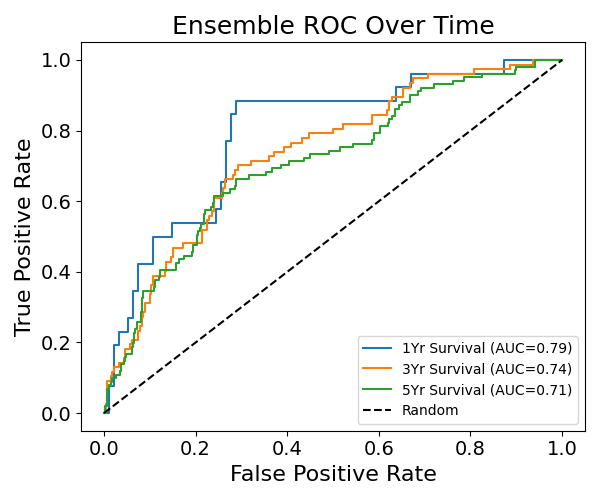 Ensemble ROC Over Time
True Positive Rate
1.0
0.8
0.6
0.4
0.2
0.0
1Yr Survival (AUC=0.79)
3Yr Survival (AUC=0.74)
5Yr Survival (AUC=0.71)
Random
0.0 0.2 0.4 0.6 0.8 1.0
False Positive Rate